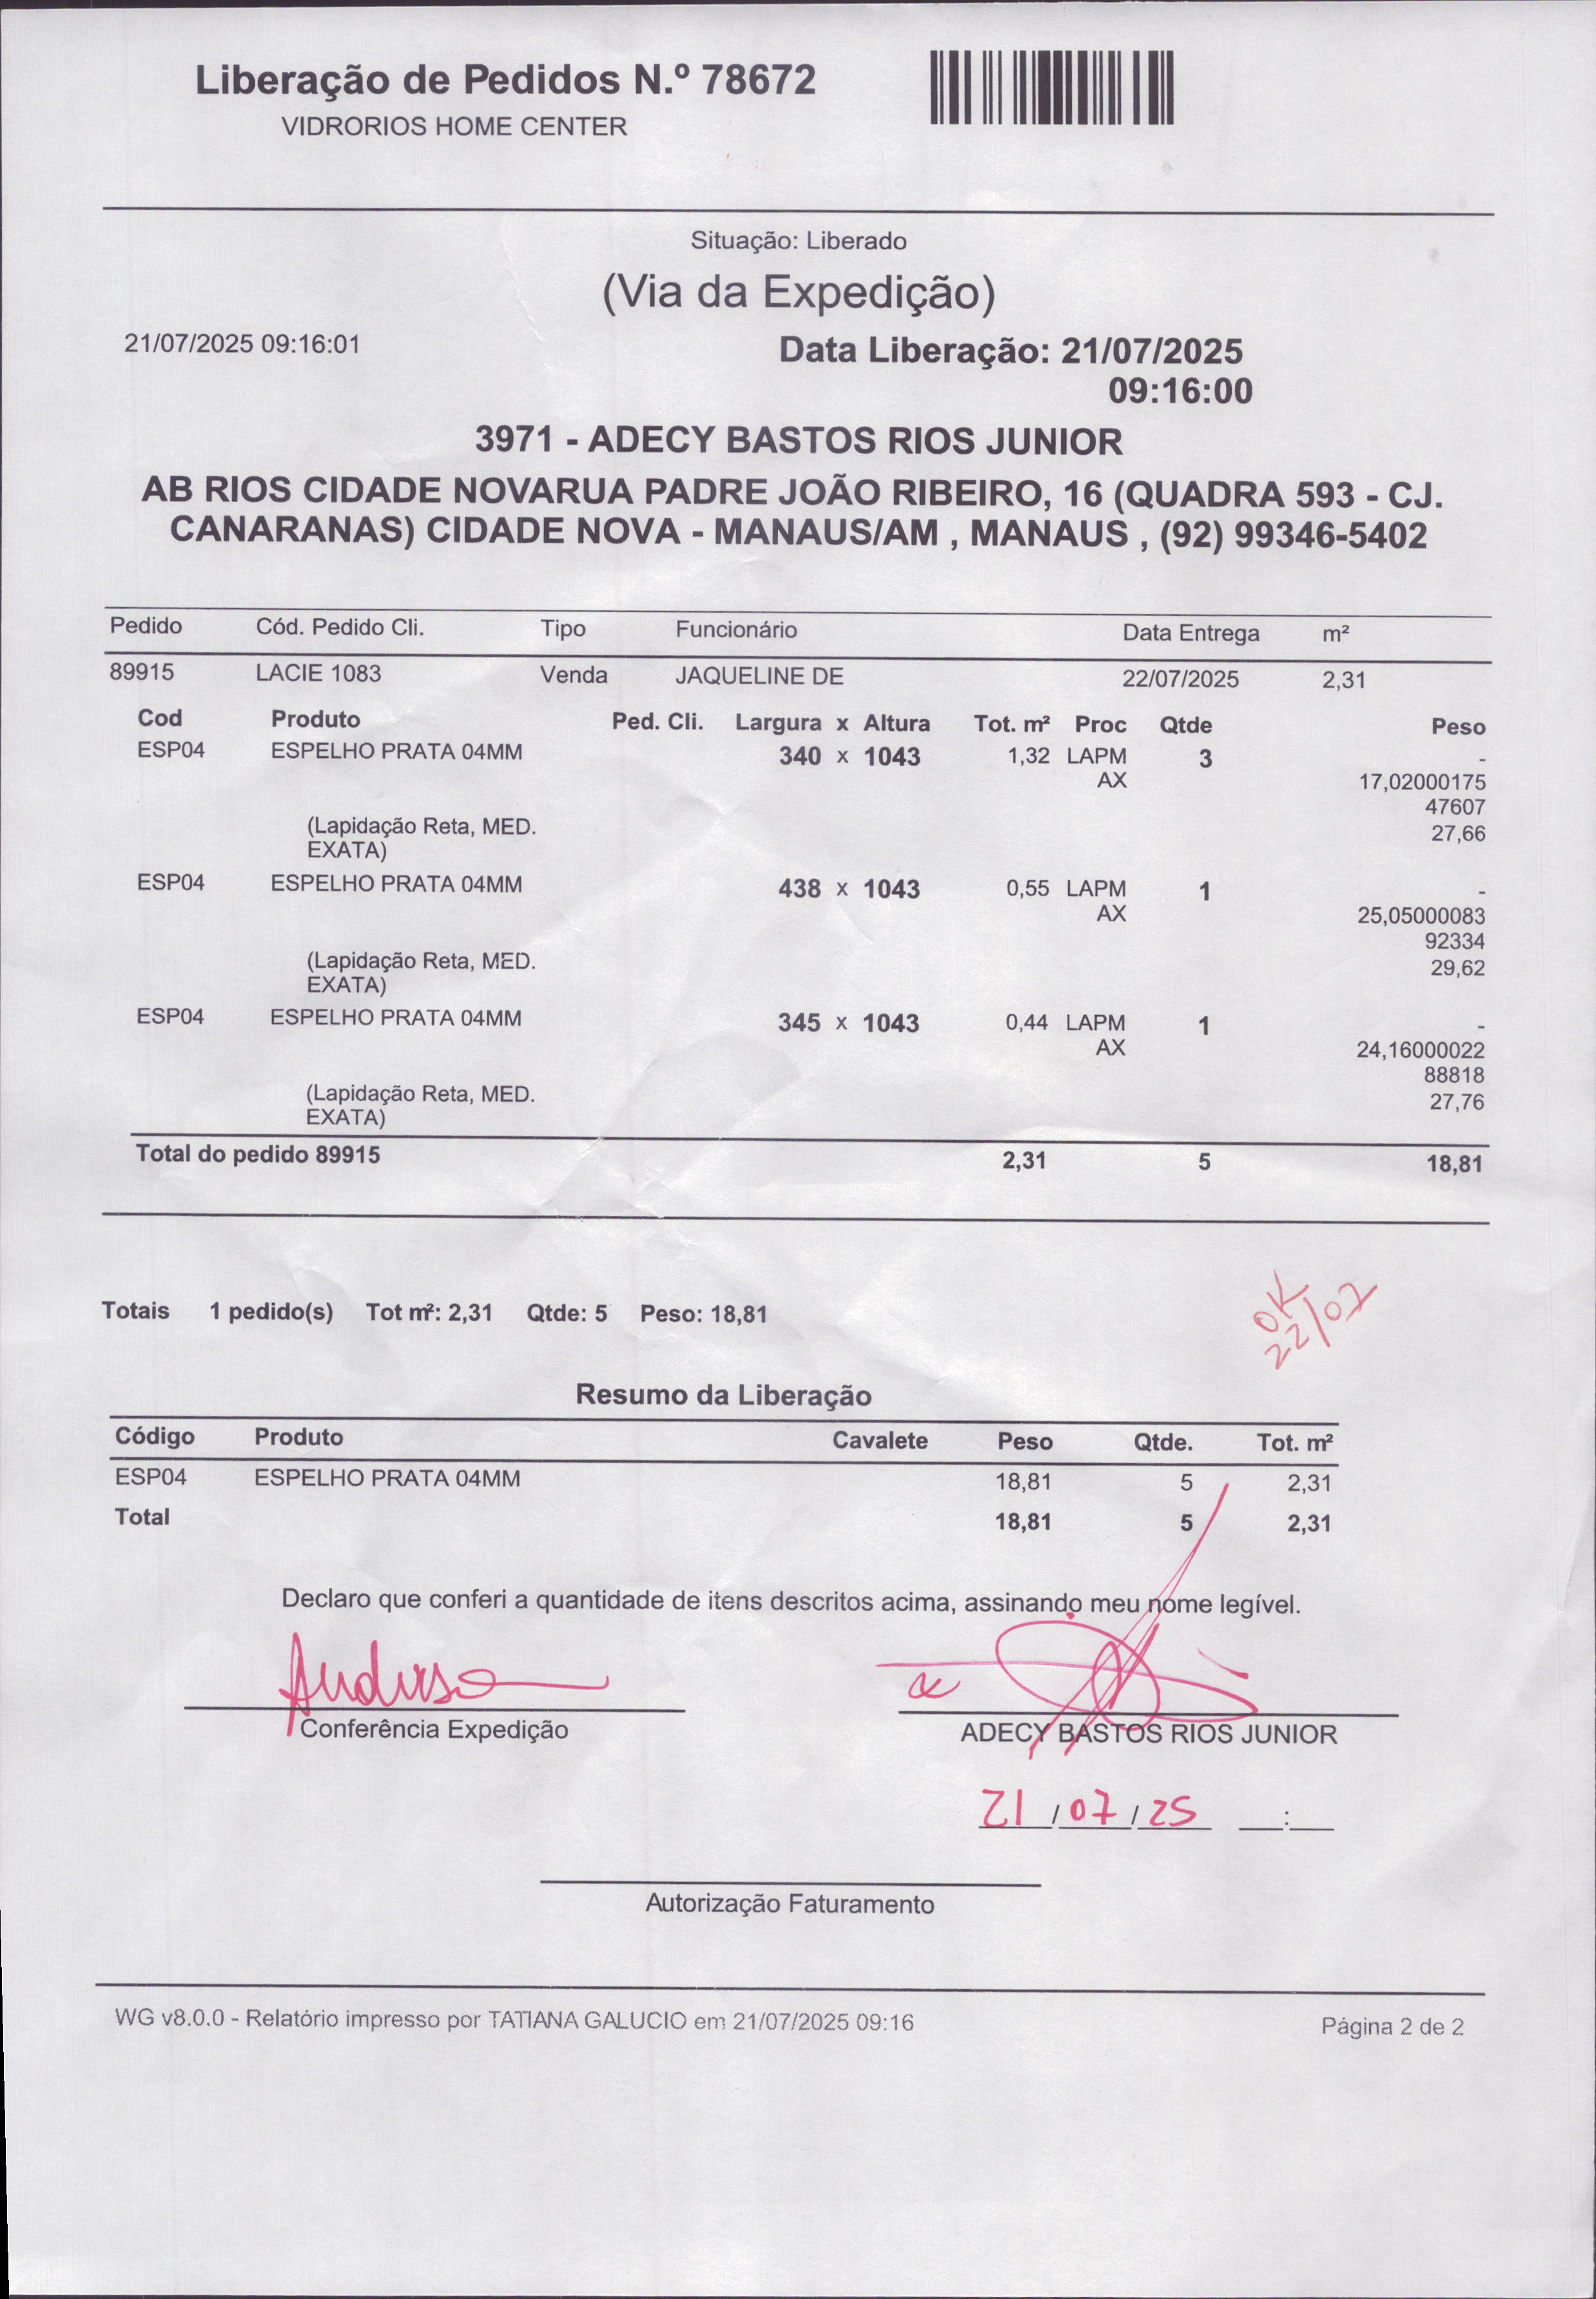 Liberação de Pedidos N.º 78672
VIDRORIOS HOME CENTER
Situação: Liberado
(Via da Expedição)
21/07/2025 09:16:01
Data Liberação: 21/07/2025
09:16:00
3971 - ADECY BASTOS RIOS JUNIOR
AB RIOS CIDADE NOVARUA PADRE JOÃO RIBEIRO, 16 (QUADRA 593 - CJ.
CANARANAS) CIDADE NOVA - MANAUS/AM , MANAUS , (92) 99346-5402
Pedido Cód. Pedido Cli. Tipo Funcionário Data Entrega m²
89915 LACIE 1083 Venda JAQUELINE DE 22/07/2025 2,31
Cod Produto Ped. Cli. Largura x Altura Tot. m² Proc Qtde Peso
ESP04 ESPELHO PRATA 04MM 340 x 1043 1,32 LAPM 3 -
AX 17,02000175
47607
(Lapidação Reta, MED. 27,66
EXATA)
ESP04 ESPELHO PRATA 04MM 438 x 1043 0,55 LAPM 1 -
AX 25,05000083
92334
(Lapidação Reta, MED. 29,62
EXATA)
ESP04 ESPELHO PRATA 04MM 345 x 1043 0,44 LAPM 1 -
AX 24,16000022
88818
(Lapidação Reta, MED. 27,76
EXATA)
Total do pedido 89915 2,31 5 18,81
Totais 1 pedido(s) Tot m²: 2,31 Qtde: 5 Peso: 18,81
OK
22/07
Resumo da Liberação
Código Produto Cavalete Peso Qtde. Tot. m²
ESP04 ESPELHO PRATA 04MM 18,81 5 2,31
Total 18,81 5 2,31
Declaro que conferi a quantidade de itens descritos acima, assinando meu nome legível.
Conferência Expedição
ADECY BASTOS RIOS JUNIOR
21/07/25 __:__
Autorização Faturamento
WG v8.0.0 - Relatório impresso por TATIANA GALUCIO em 21/07/2025 09:16
Página 2 de 2